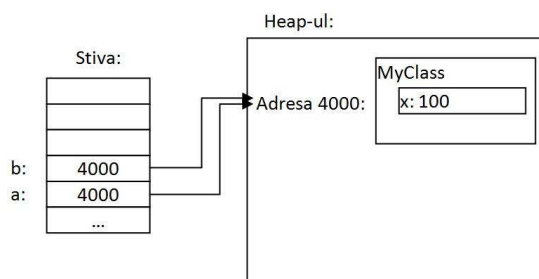 Heap-ul:
Stiva:
MyClass
x: 100
Adresa 4000:
b: 4000
a: 4000
...